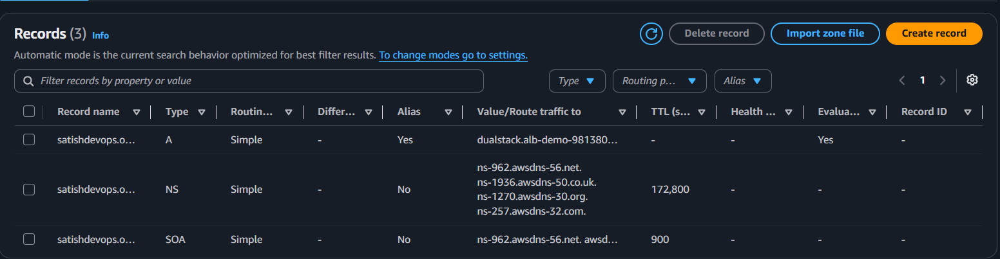 Records (3) Info
Delete record
Import zone file
Create record
Automatic mode is the current search behavior optimized for best filter results. To change modes go to settings.
Filter records by property or value
Type
Routing p...
Alias
1
Record name Type Routin... Differ... Alias Value/Route traffic to TTL (s... Health ... Evalua... Record ID
satishdevops.o... A Simple - Yes dualstack.alb-demo-981380... - - Yes -
ns-962.awsdns-56.net.
ns-1936.awsdns-50.co.uk.
satishdevops.o... NS Simple - No 172,800 - - -
ns-1270.awsdns-30.org.
ns-257.awsdns-32.com.
satishdevops.o... SOA Simple - No ns-962.awsdns-56.net. awsd... 900 - - -